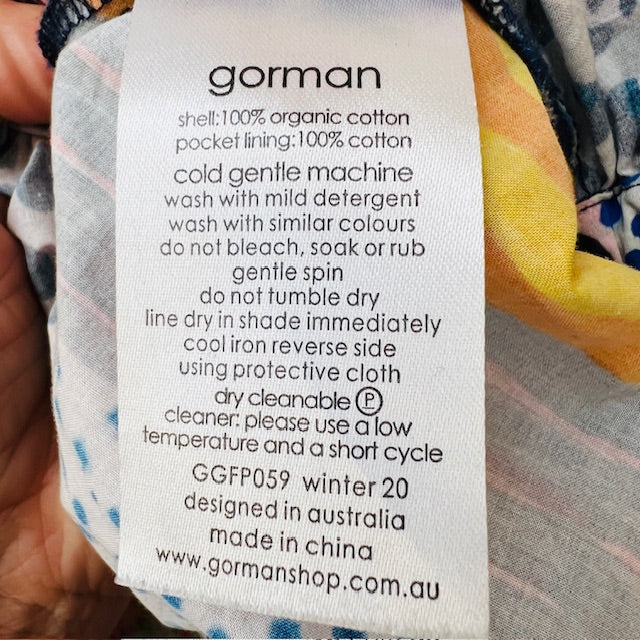 gorman
shell:100% organic cotton
pocket lining:100% cotton
cold gentle machine
wash with mild detergent
wash with similar colours
do not bleach, soak or rub
gentle spin
do not tumble dry
line dry in shade immediately
cool iron reverse side
using protective cloth
dry cleanable Ⓟ
cleaner: please use a low
temperature and a short cycle
GGFP059 winter 20
designed in australia
made in china
www.gormanshop.com.au